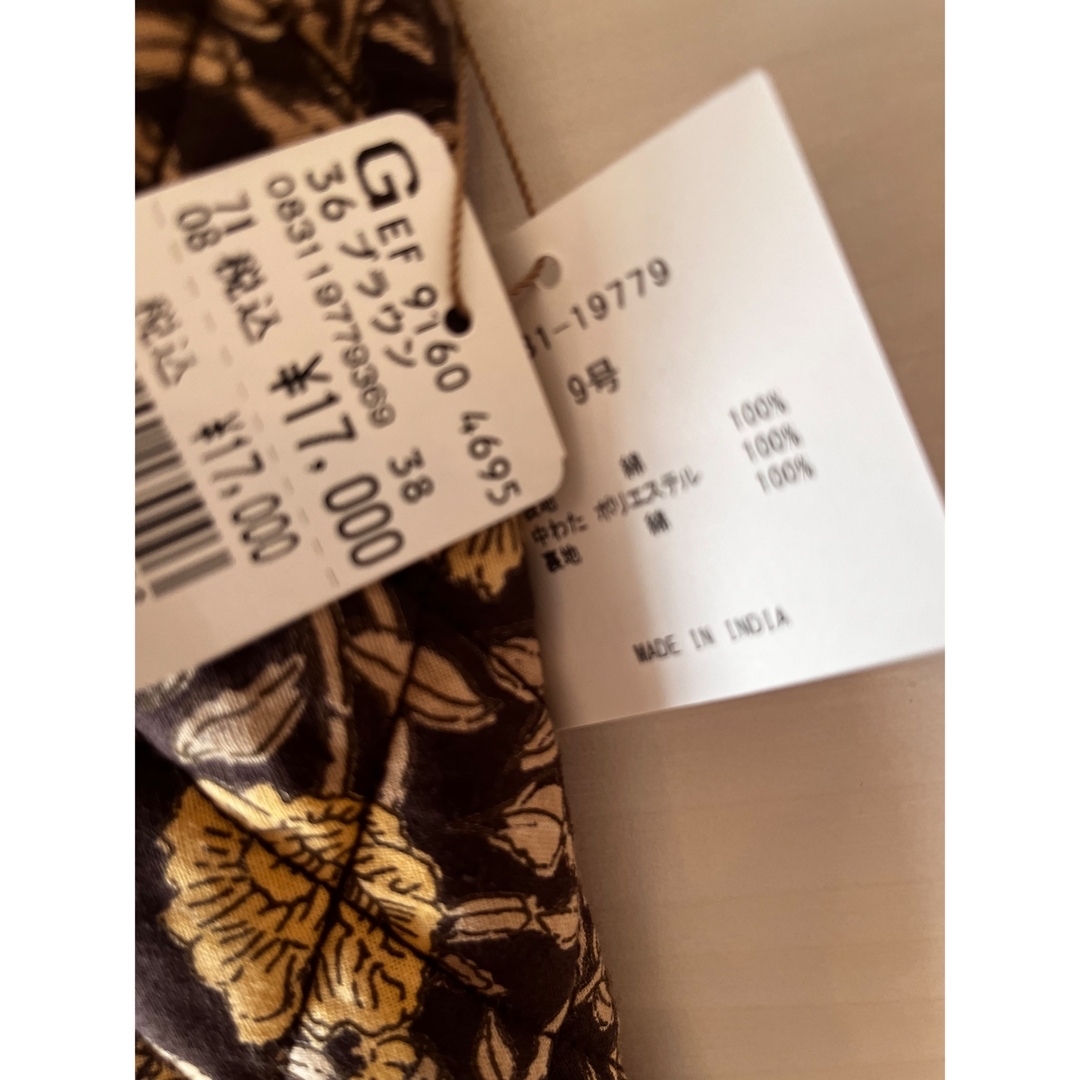 GEF 9160 4695
36 ブラウン 38
0831197793369
税込 ¥17,000
71
08
税込 ¥17,000
31-19779
9号
綿 100%
中わた ポリエステル 100%
裏地 綿 100%
MADE IN INDIA